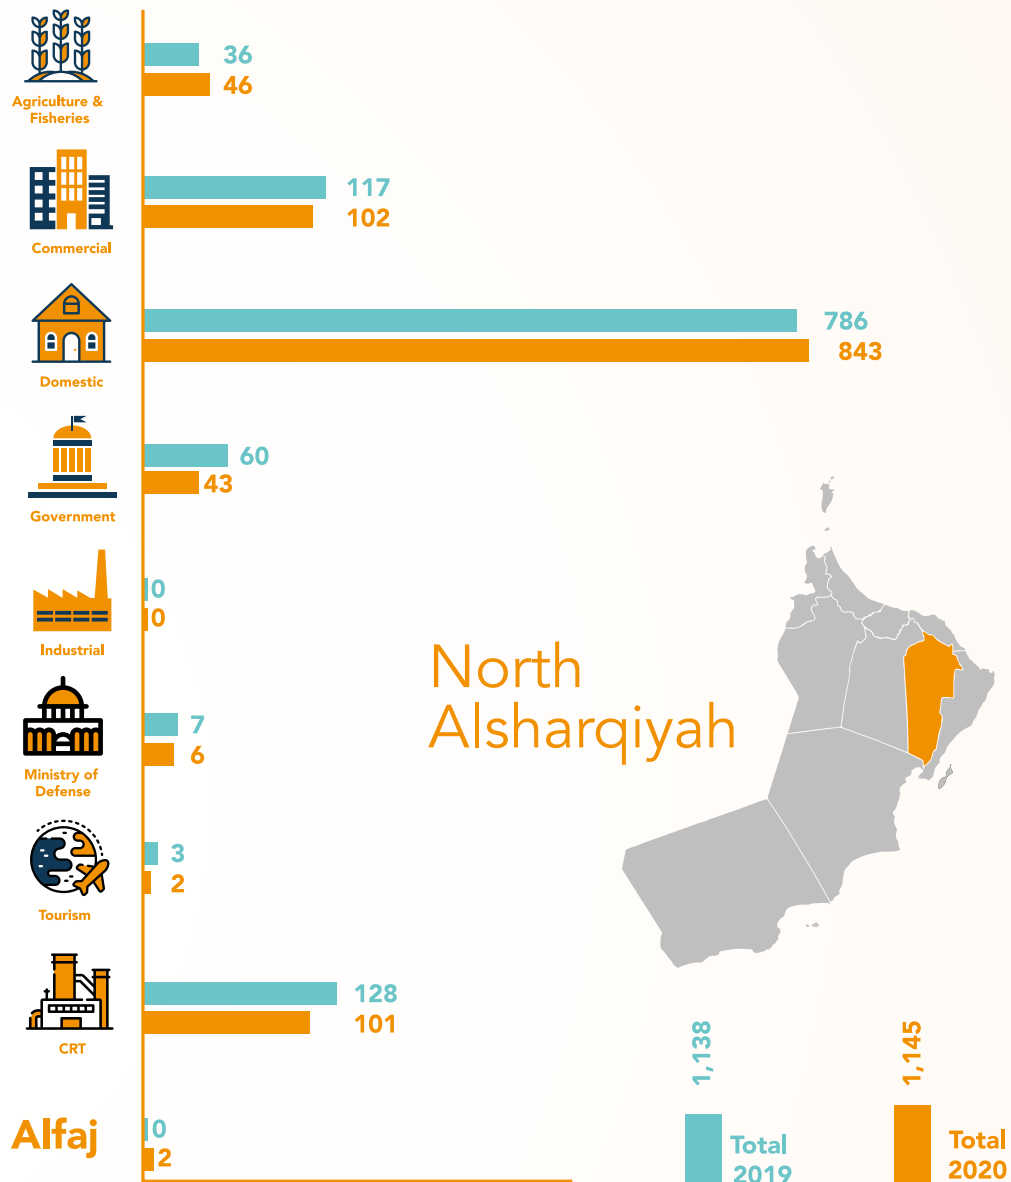 36
46
Agriculture &
Fisheries
117
102
Commercial
786
843
Domestic
60
43
Government
0
0
Industrial
North
Alsharqiyah
7
6
Ministry of
Defense
3
2
Tourism
128
101
CRT
1,138
1,145
Alfaj
0
2
Total
2019
Total
2020